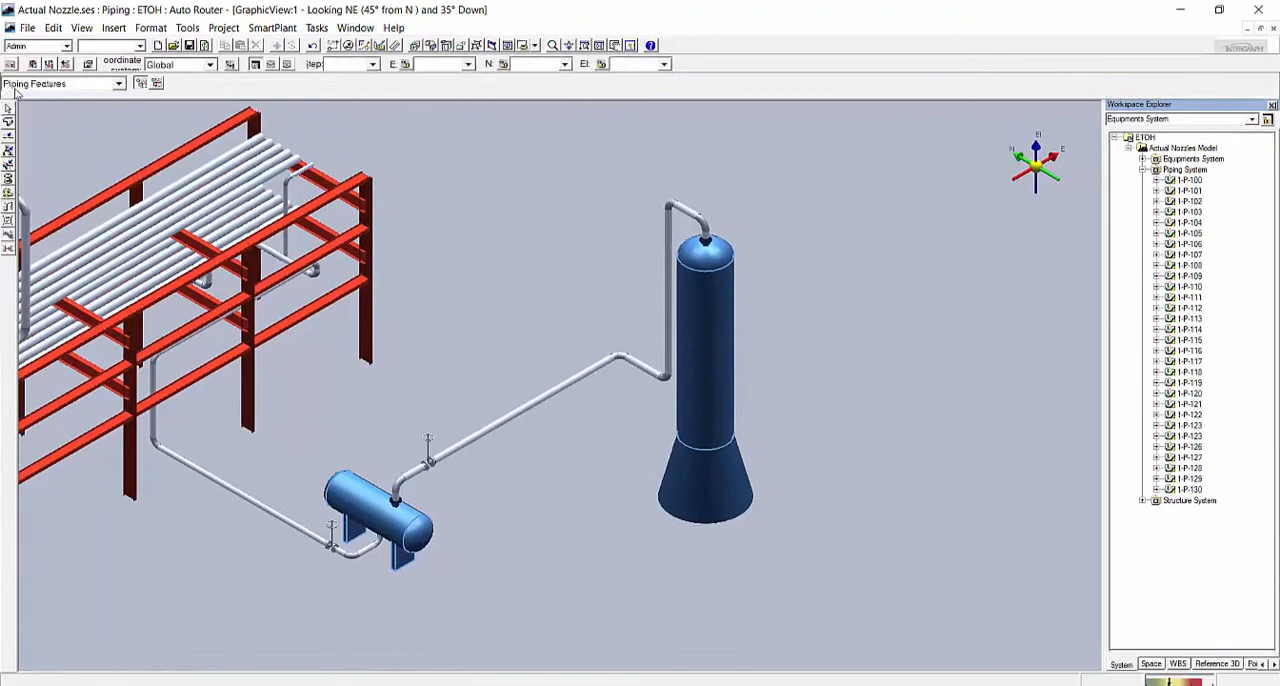 Actual Nozzle.ses : Piping : ETOH : Auto Router - [GraphicView:1 - Looking NE (45° from N ) and 35° Down]
File Edit View Insert Format Tools Project SmartPlant Tasks Window Help
Admin
INTERGRAPH
oordinate system: Global
E: N: El:
Piping Features
Workspace Explorer
Equipments System
ETOH
Actual Nozzles Model
Equipments System
Piping System
1-P-100
1-P-101
1-P-102
1-P-103
1-P-104
1-P-105
1-P-106
1-P-107
1-P-108
1-P-109
1-P-110
1-P-111
1-P-112
1-P-113
1-P-114
1-P-115
1-P-116
1-P-117
1-P-118
1-P-119
1-P-120
1-P-121
1-P-122
1-P-123
1-P-123
1-P-126
1-P-127
1-P-128
1-P-129
1-P-130
Structure System
El
N E
System Space WBS Reference 3D